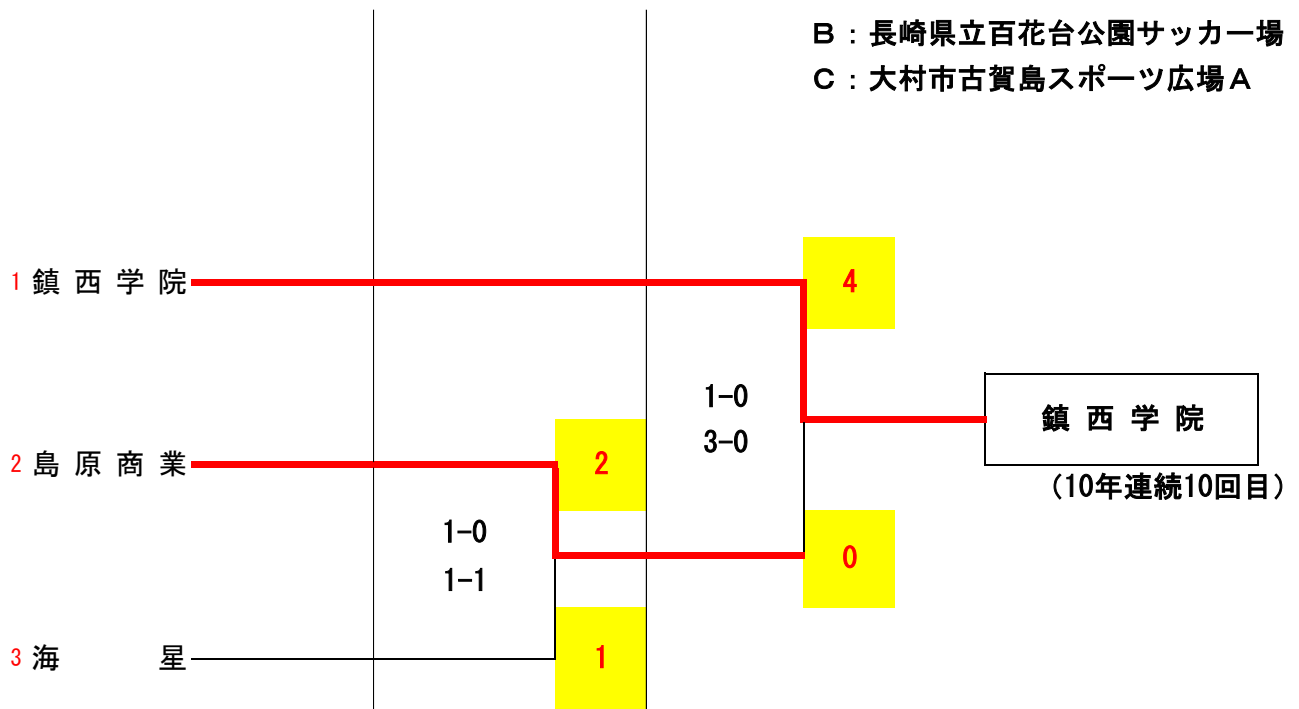 B：長崎県立百花台公園サッカー場
C：大村市古賀島スポーツ広場A
1 鎮西学院
4
1-0
3-0
鎮西学院
(10年連続10回目)
2 島原商業
2
1-0
1-1
0
3 海星
1